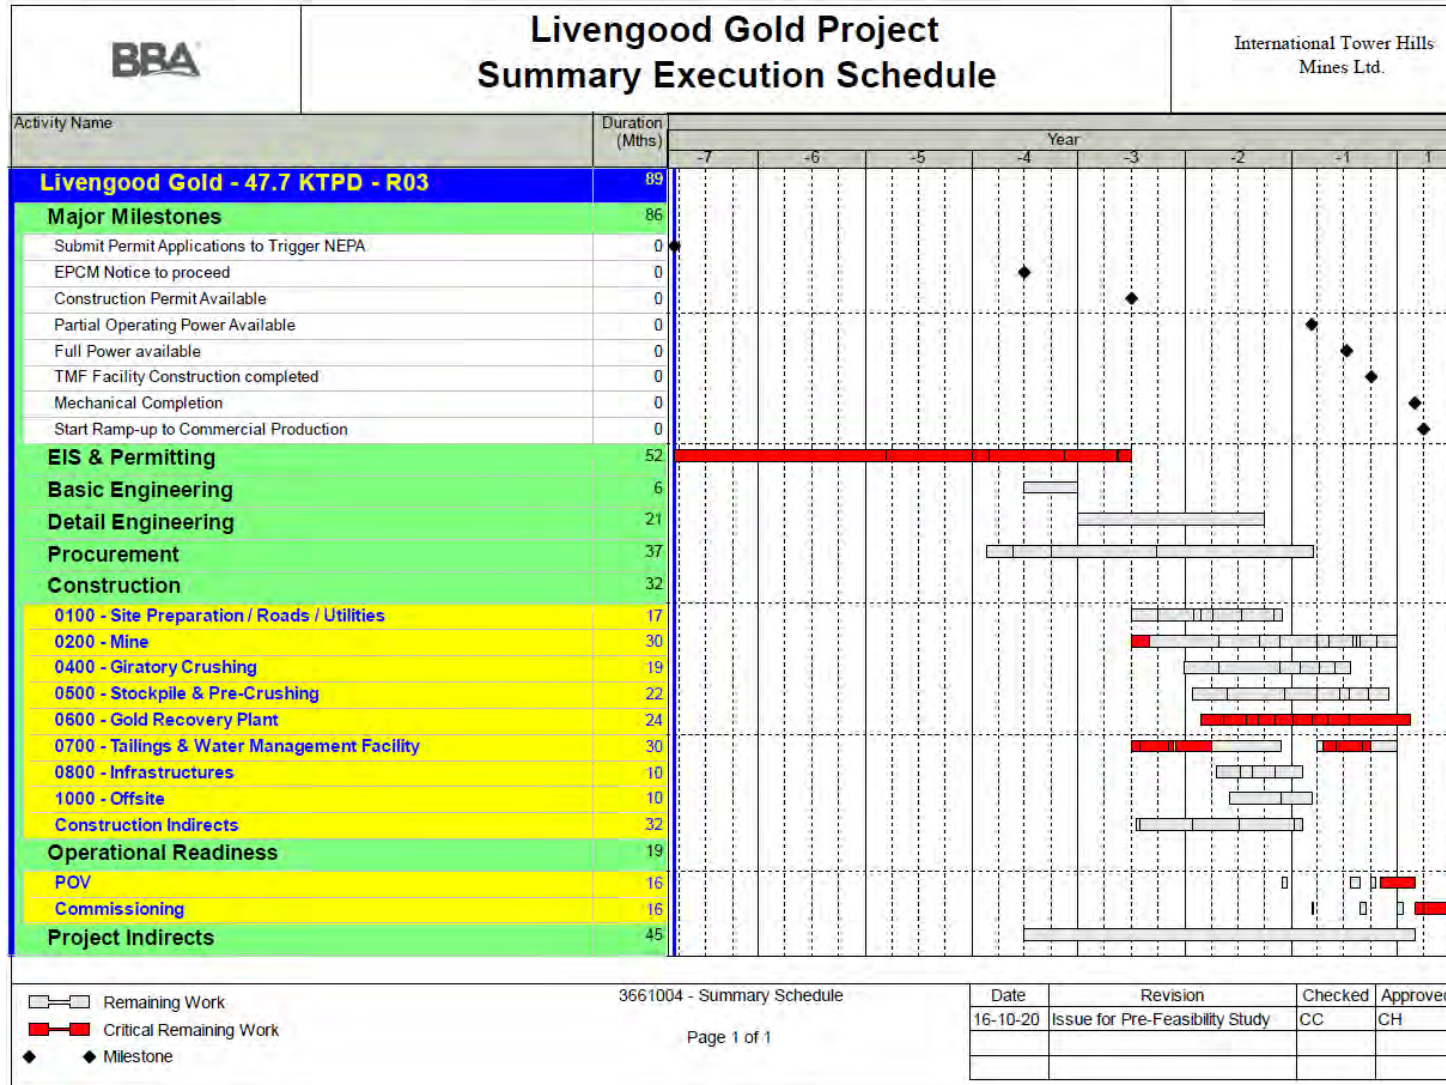 BBA
Livengood Gold Project
Summary Execution Schedule
International Tower Hills
Mines Ltd.
Activity Name
Duration
(Mths)
Year
-7 -6 -5 -4 -3 -2 -1 1
Livengood Gold - 47.7 KTPD - R03 89
Major Milestones 86
Submit Permit Applications to Trigger NEPA 0
EPCM Notice to proceed 0
Construction Permit Available 0
Partial Operating Power Available 0
Full Power available 0
TMF Facility Construction completed 0
Mechanical Completion 0
Start Ramp-up to Commercial Production 0
EIS & Permitting 52
Basic Engineering 6
Detail Engineering 21
Procurement 37
Construction 32
0100 - Site Preparation / Roads / Utilities 17
0200 - Mine 30
0400 - Giratory Crushing 19
0500 - Stockpile & Pre-Crushing 22
0600 - Gold Recovery Plant 24
0700 - Tailings & Water Management Facility 30
0800 - Infrastructures 10
1000 - Offsite 10
Construction Indirects 32
Operational Readiness 19
POV 16
Commissioning 16
Project Indirects 45
Remaining Work
Critical Remaining Work
Milestone
3661004 - Summary Schedule
Page 1 of 1
Date Revision Checked Approved
16-10-20 Issue for Pre-Feasibility Study CC CH